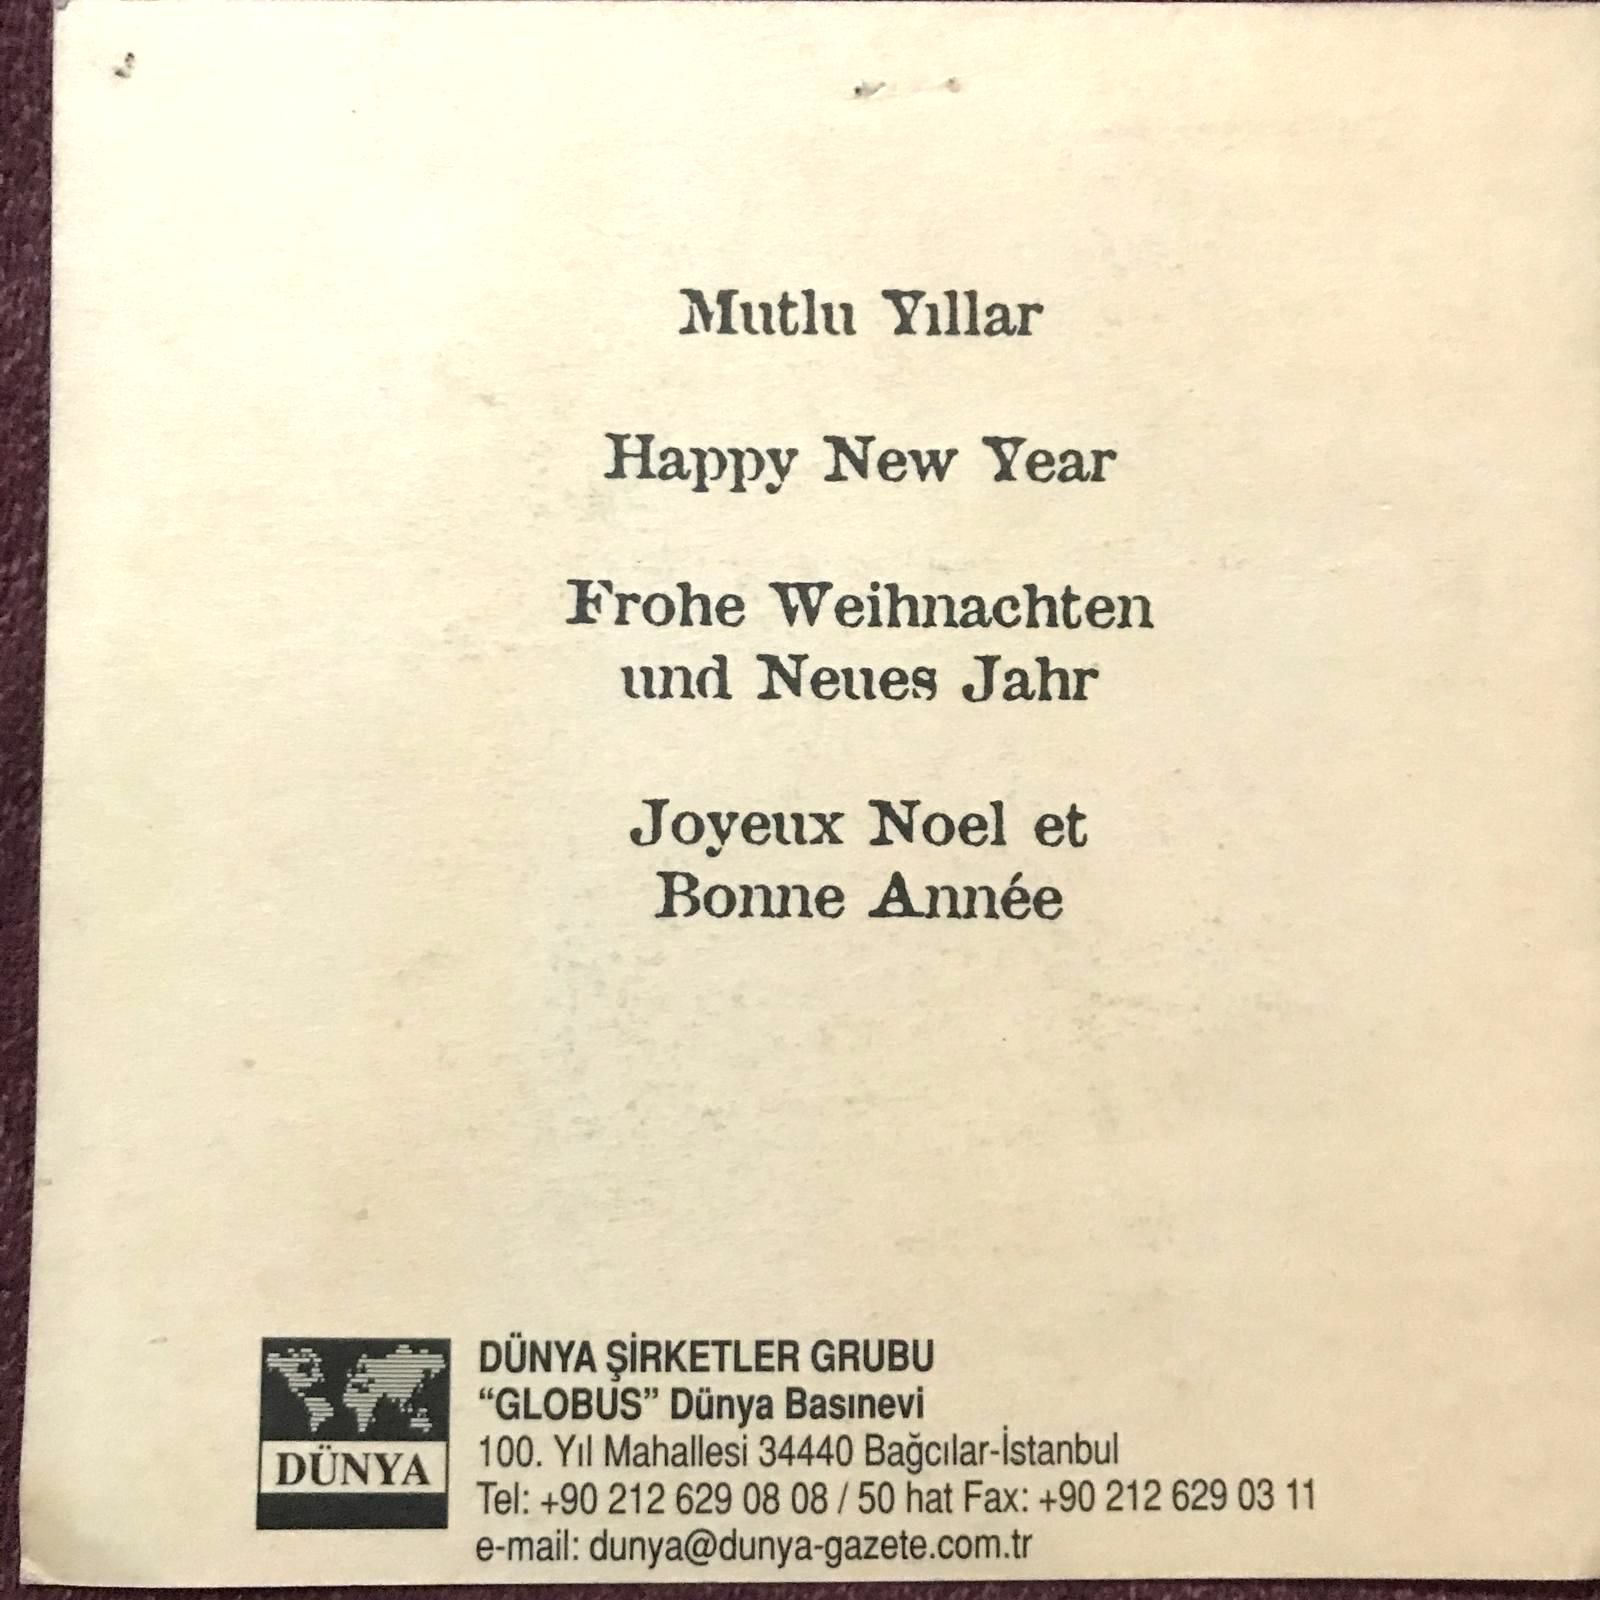 Mutlu Yıllar
Happy New Year
Frohe Weihnachten
und Neues Jahr
Joyeux Noel et
Bonne Année
DÜNYA
DÜNYA ŞİRKETLER GRUBU
“GLOBUS” Dünya Basınevi
100. Yıl Mahallesi 34440 Bağcılar-İstanbul
Tel: +90 212 629 08 08 / 50 hat Fax: +90 212 629 03 11
e-mail: dunya@dunya-gazete.com.tr